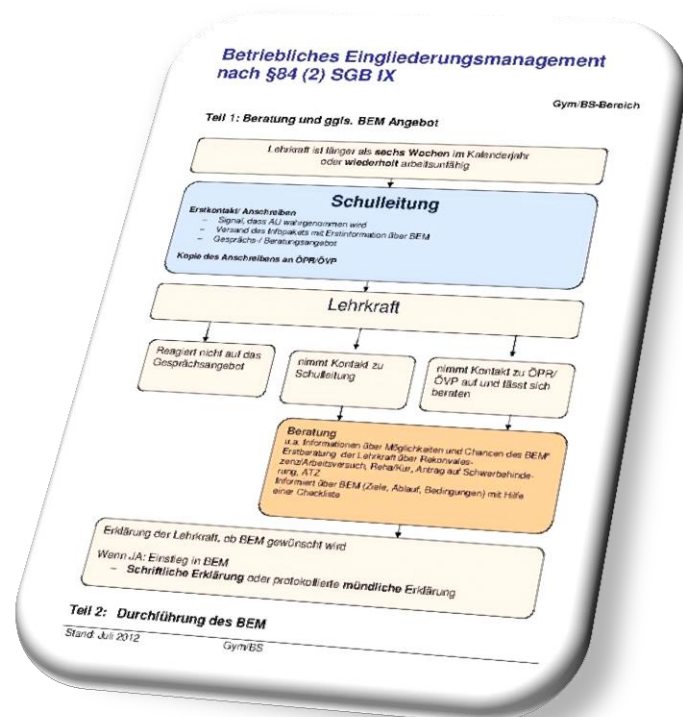 Betriebliches Eingliederungsmanagement
nach §84 (2) SGB IX
Gym/BS-Bereich
Teil 1: Beratung und ggfs. BEM Angebot
Lehrkraft ist länger als sechs Wochen im Kalenderjahr
oder wiederholt arbeitsunfähig
Schulleitung
Erstkontakt/ Anschreiben
– Signal, dass AU wahrgenommen wird
– Versand des Infopakets mit Erstinformation über BEM
– Gesprächs-/ Beratungsangebot
Kopie des Anschreibens an ÖPR/ÖVP
Lehrkraft
Reagiert nicht auf das
Gesprächsangebot
nimmt Kontakt zu
Schulleitung
nimmt Kontakt zu ÖPR/
ÖVP auf und lässt sich
beraten
Beratung
u.a. Informationen über Möglichkeiten und Chancen des BEM"
Erstberatung der Lehrkraft über Rekonvales-
zenz/Arbeitsversuch, Reha/Kur, Antrag auf Schwerbehinde-
rung, ATZ
Informiert über BEM (Ziele, Ablauf, Bedingungen) mit Hilfe
einer Checkliste
Erklärung der Lehrkraft, ob BEM gewünscht wird
Wenn JA: Einstieg in BEM
– Schriftliche Erklärung oder protokollierte mündliche Erklärung
Teil 2: Durchführung des BEM
Stand: Juli 2012 Gym/BS